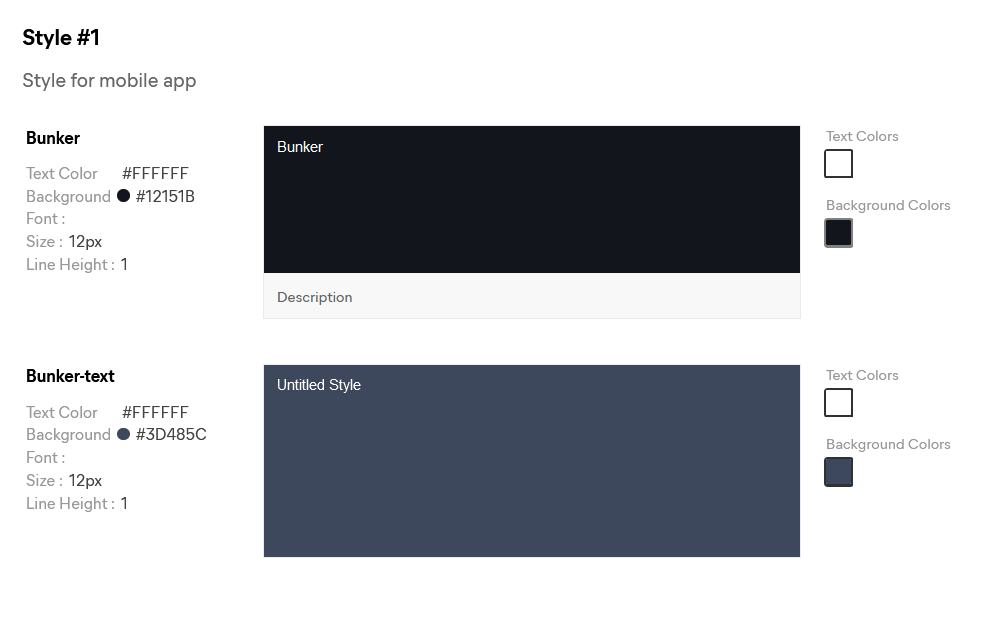 Style #1
Style for mobile app
Bunker
Text Color #FFFFFF
Background #12151B
Font :
Size : 12px
Line Height : 1
Bunker
Description
Text Colors
Background Colors
Bunker-text
Text Color #FFFFFF
Background #3D485C
Font :
Size : 12px
Line Height : 1
Untitled Style
Text Colors
Background Colors